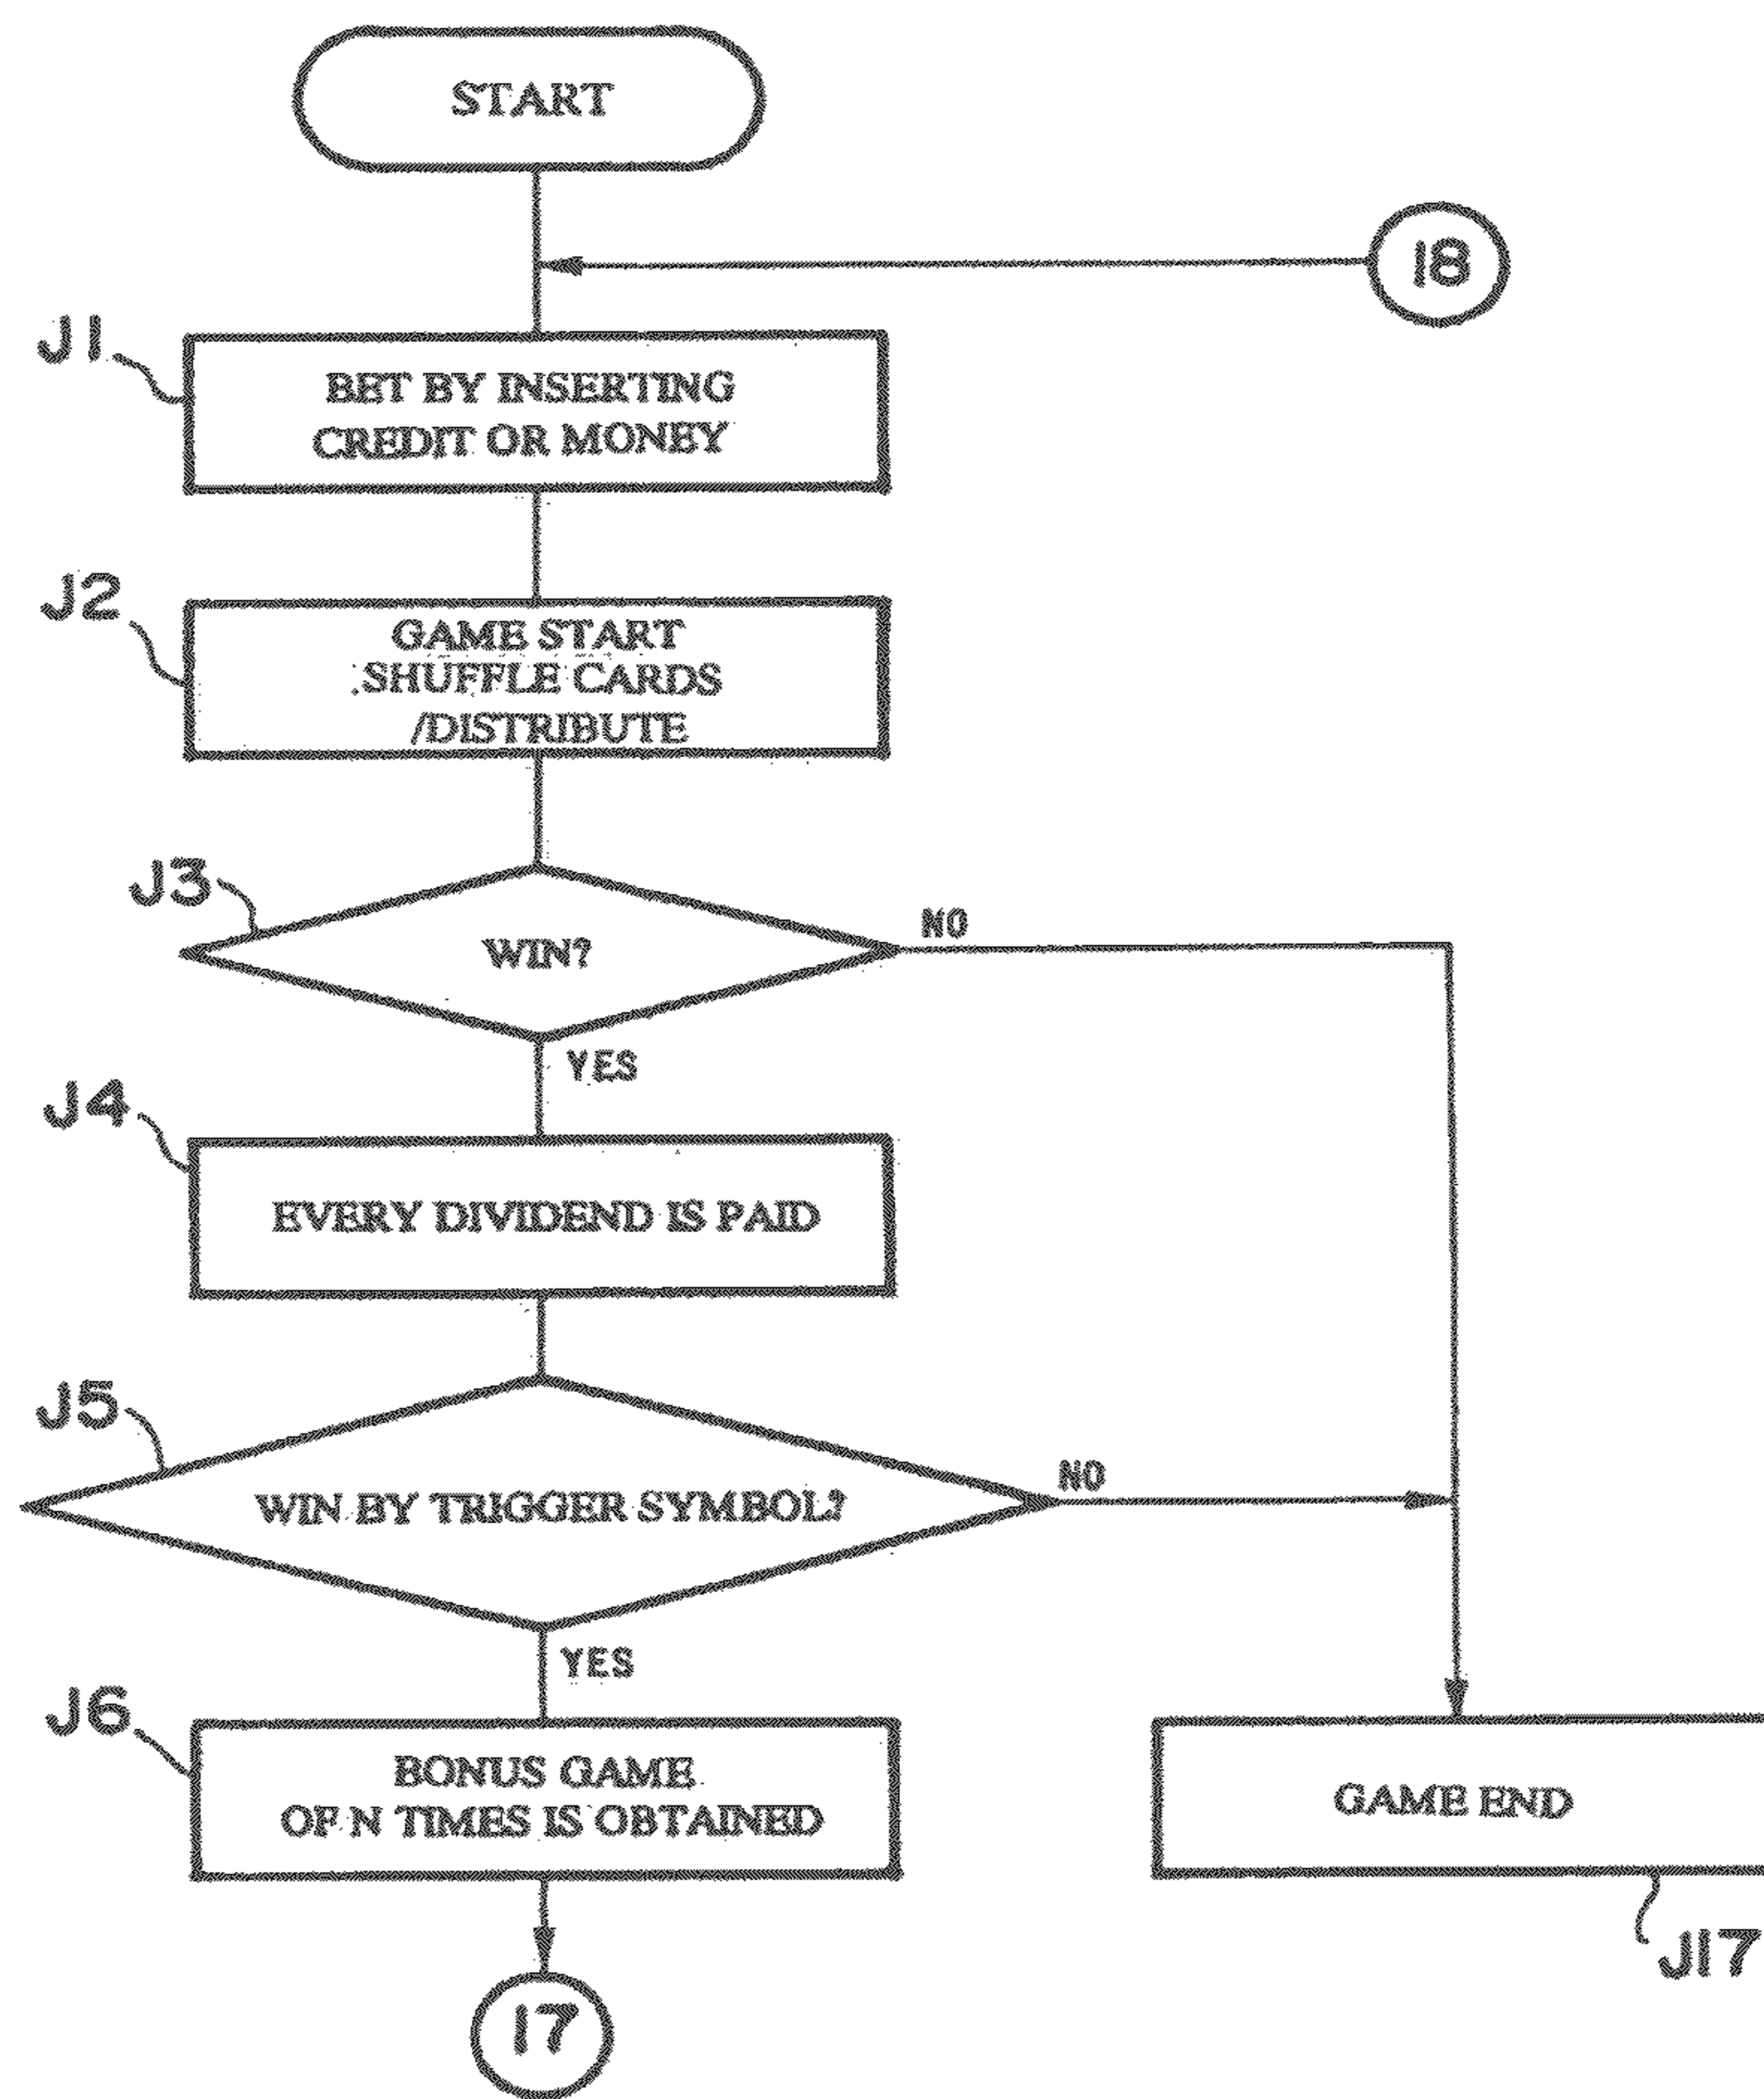 START
18
J1
BET BY INSERTING
CREDIT OR MONEY
J2
GAME START
SHUFFLE CARDS
/DISTRIBUTE
J3
WIN?
NO
YES
J4
EVERY DIVIDEND IS PAID
J5
WIN BY TRIGGER SYMBOL?
NO
YES
J6
BONUS GAME
OF N TIMES IS OBTAINED
GAME END
J17
17